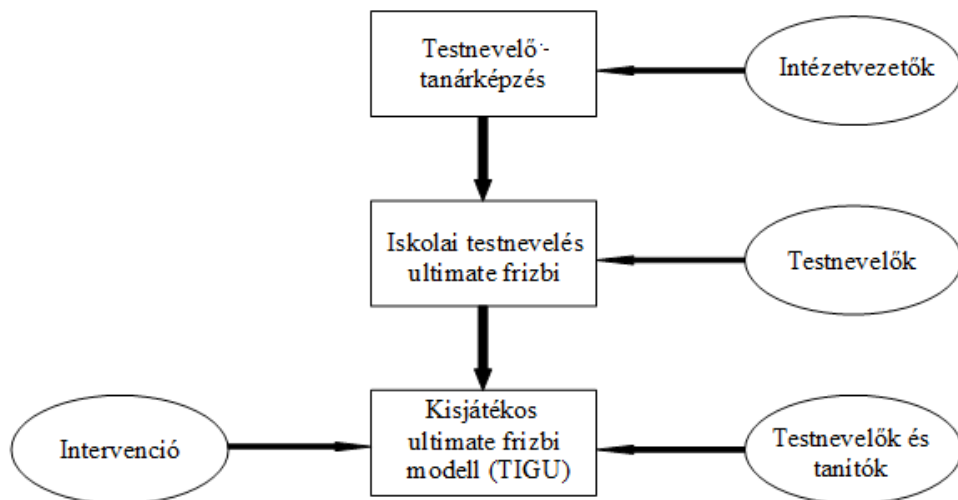 Testnevelő-
tanárképzés
Intézetvezetők
Iskolai testnevelés
ultimate frizbi
Testnevelők
Intervenció
Kisjátékos
ultimate frizbi
modell (TIGU)
Testnevelők és
tanítók